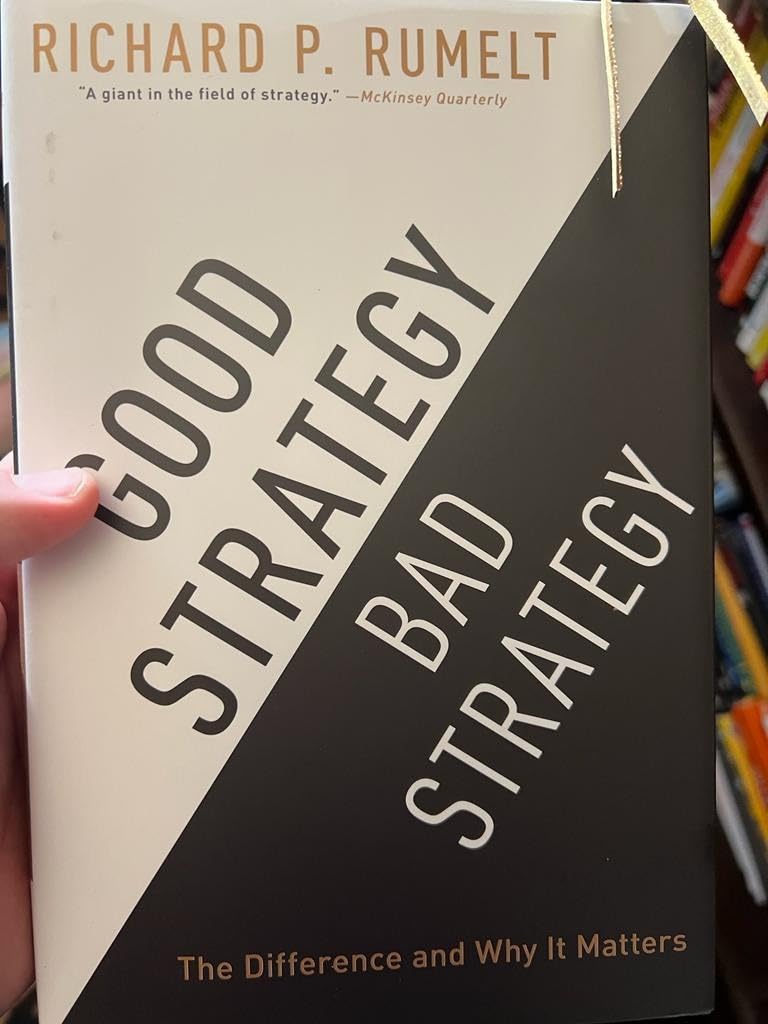 RICHARD P. RUMELT
"A giant in the field of strategy." —McKinsey Quarterly
GOOD
STRATEGY
BAD
STRATEGY
The Difference and Why It Matters